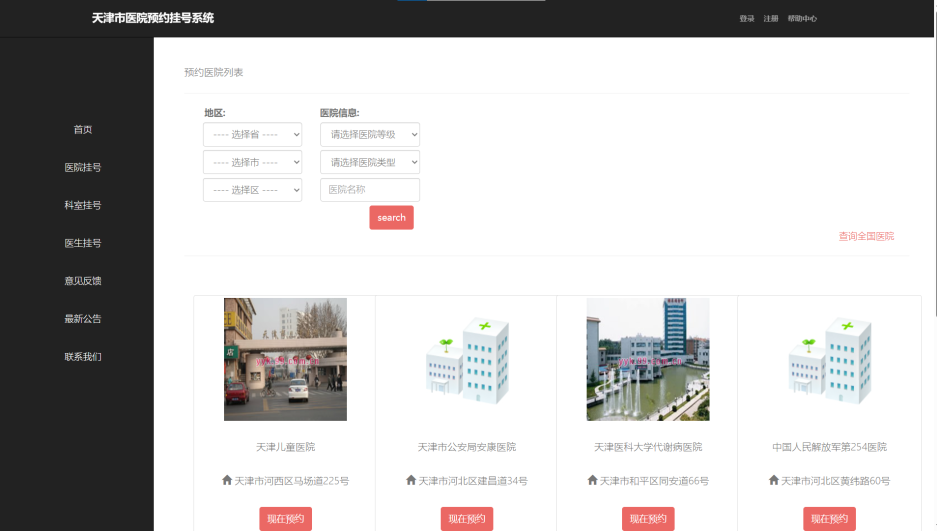 天津市医院预约挂号系统
登录 注册 帮助中心
首页
医院挂号
科室挂号
医生挂号
意见反馈
最新公告
联系我们
预约医院列表
地区: 医院信息:
---- 选择省 ---- 请选择医院等级
---- 选择市 ---- 请选择医院类型
---- 选择区 ---- 医院名称
search
查询全国医院
天津儿童医院 天津市公安局安康医院 天津医科大学代谢病医院 中国人民解放军第254医院
天津市河西区马场道225号 天津市河北区建昌道34号 天津市和平区同安道66号 天津市河北区黄纬路60号
现在预约 现在预约 现在预约 现在预约